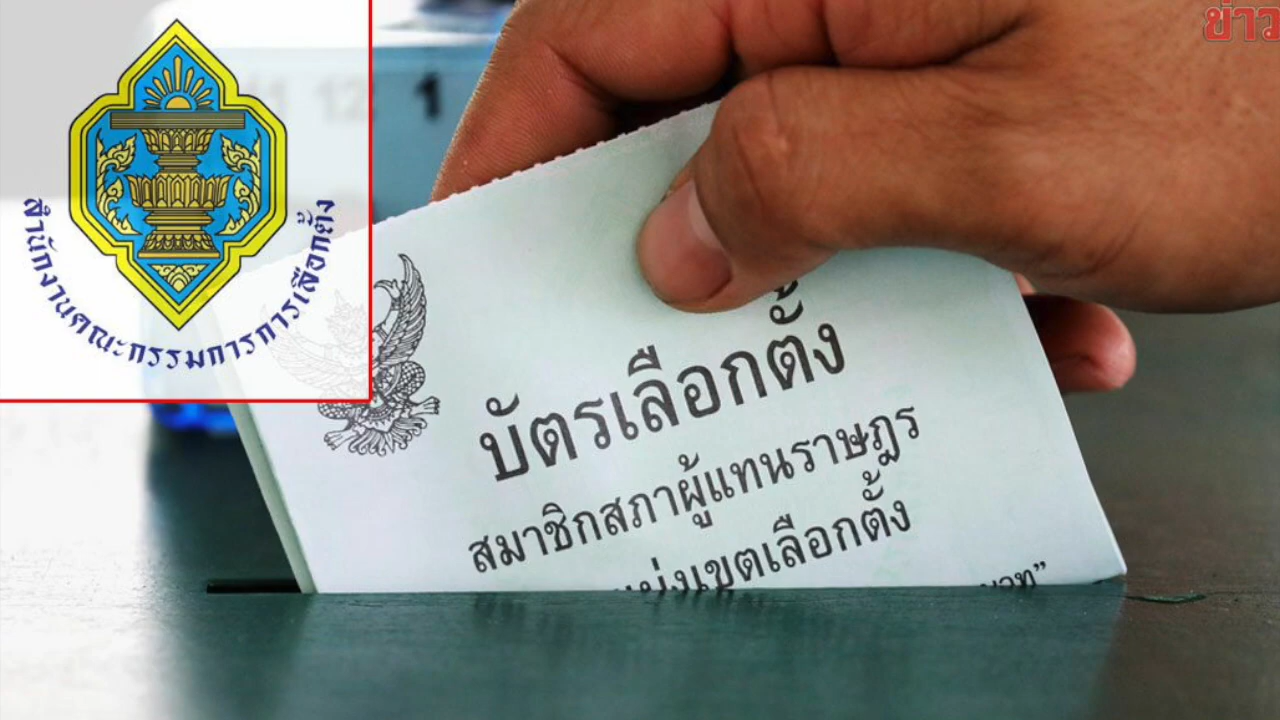 ข่าว
12
1
สำนักงานคณะกรรมการการเลือกตั้ง
บัตรเลือกตั้ง
สมาชิกสภาผู้แทนราษฎร
แบ่งเขตเลือกตั้ง